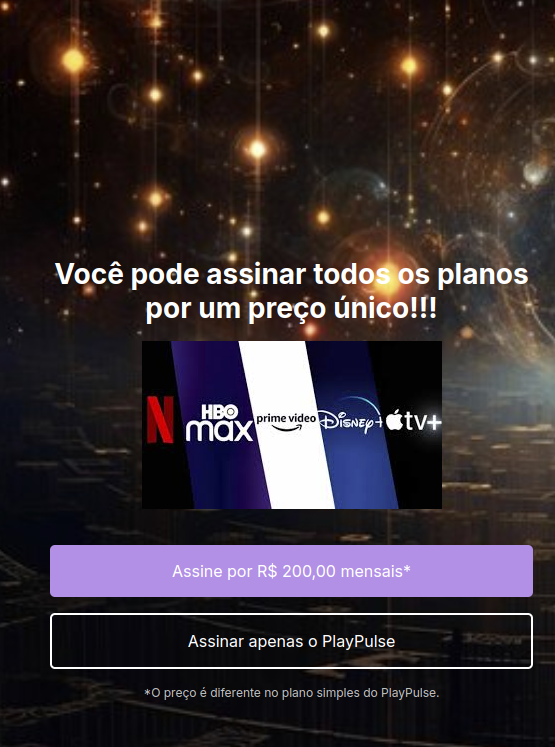 Você pode assinar todos os planos
por um preço único!!!
N HBO max prime video Disney+ tv+
Assine por R$ 200,00 mensais*
Assinar apenas o PlayPulse
*O preço é diferente no plano simples do PlayPulse.